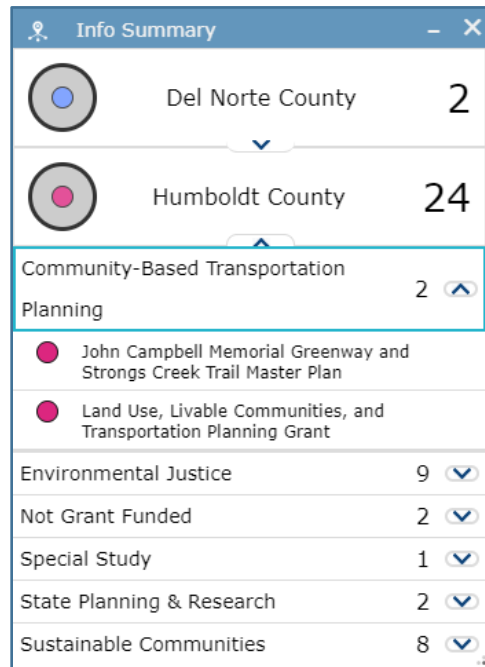 Info Summary
Del Norte County 2
Humboldt County 24
Community-Based Transportation
Planning 2
John Campbell Memorial Greenway and
Strongs Creek Trail Master Plan
Land Use, Livable Communities, and
Transportation Planning Grant
Environmental Justice 9
Not Grant Funded 2
Special Study 1
State Planning & Research 2
Sustainable Communities 8